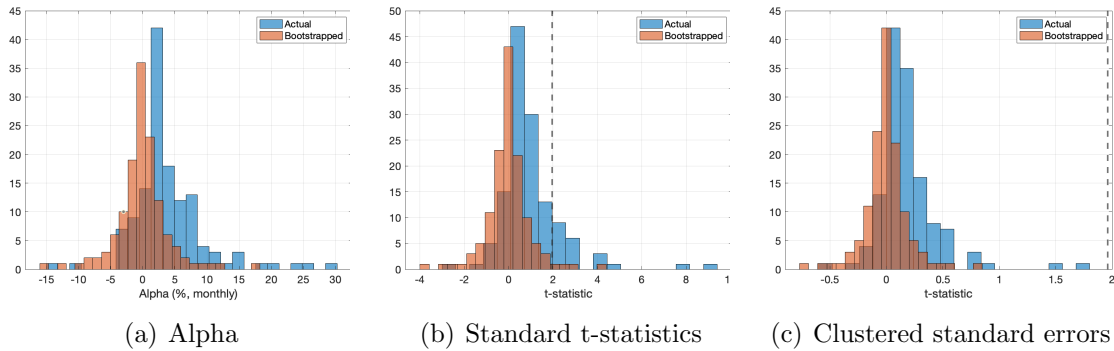 45
40
35
30
25
20
15
10
5
0
-15 -10 -5 0 5 10 15 20 25 30
Alpha (%, monthly)
Actual
Bootstrapped
(a) Alpha
50
45
40
35
30
25
20
15
10
5
0
-4 -2 0 2 4 6 8 10
t-statistic
Actual
Bootstrapped
(b) Standard t-statistics
45
40
35
30
25
20
15
10
5
0
-0.5 0 0.5 1 1.5 2
t-statistic
Actual
Bootstrapped
(c) Clustered standard errors